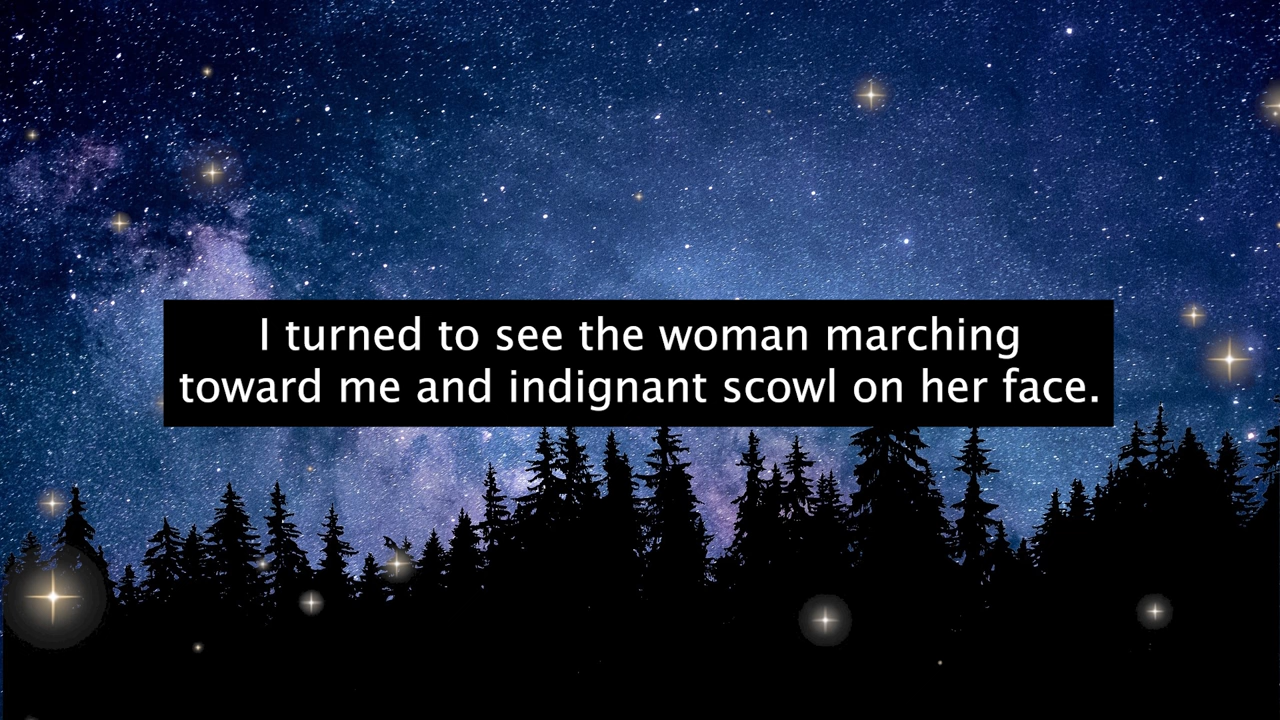 I turned to see the woman marching
toward me and indignant scowl on her face.